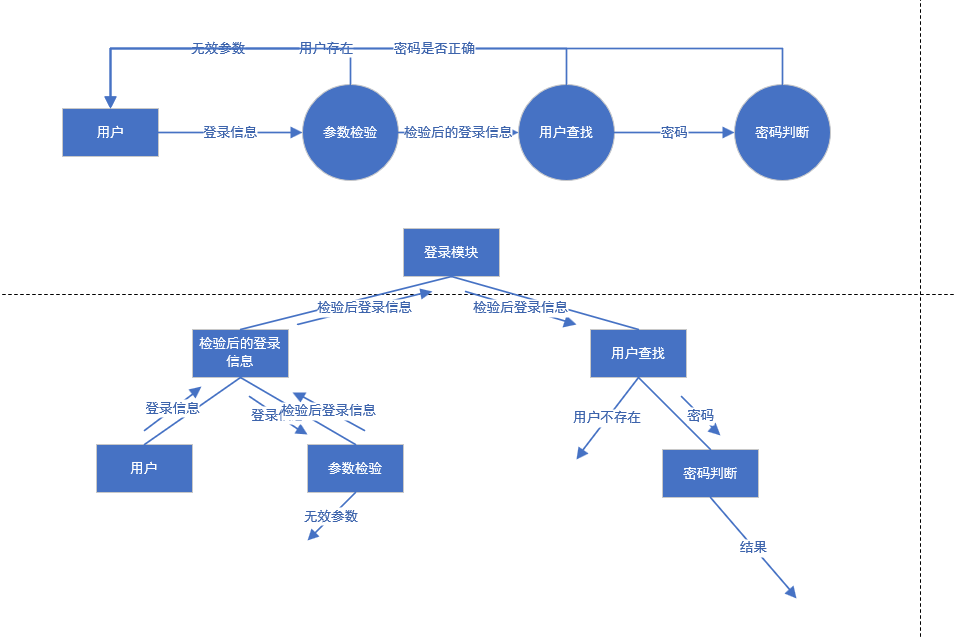 无效参数
用户存在
密码是否正确
用户
登录信息
参数检验
检验后的登录信息
用户查找
密码
密码判断
登录模块
检验后登录信息
检验后登录信息
检验后的登录
信息
用户查找
登录信息
登录信息
检验后登录信息
用户不存在
密码
用户
参数检验
密码判断
无效参数
结果